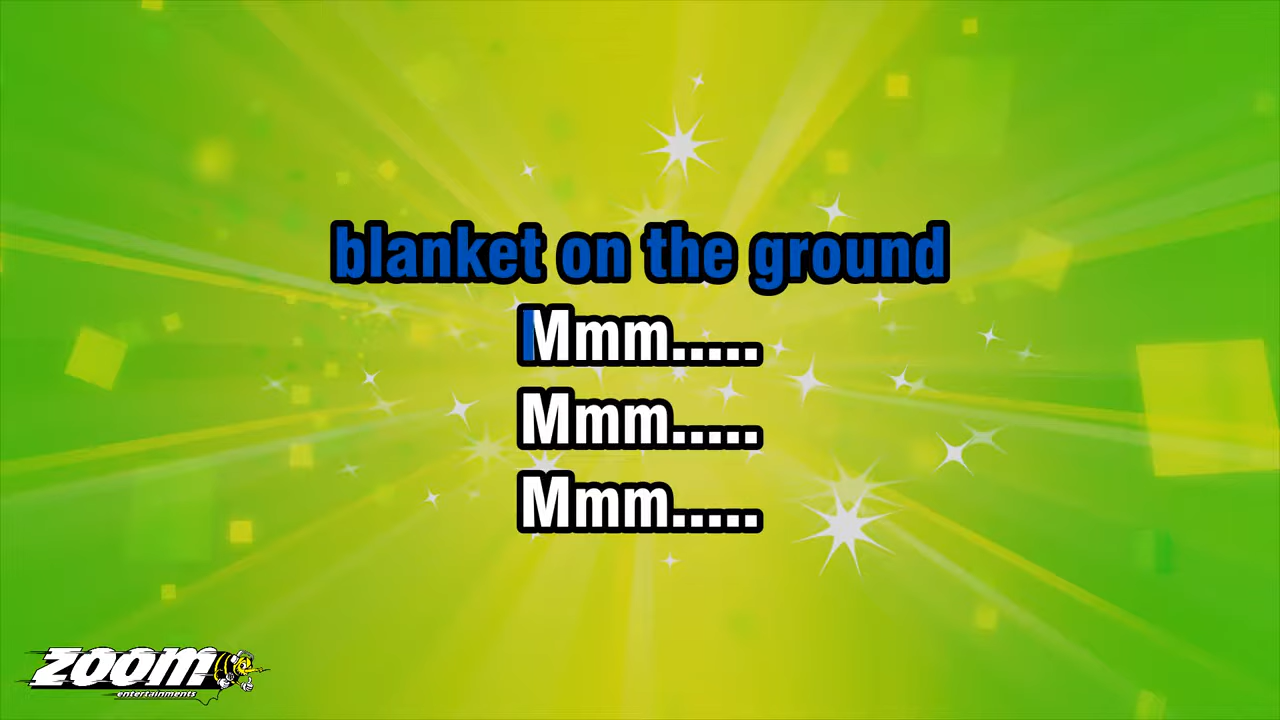 blanket on the ground
Mmm.....
Mmm.....
Mmm.....
ZOOM
entertainments